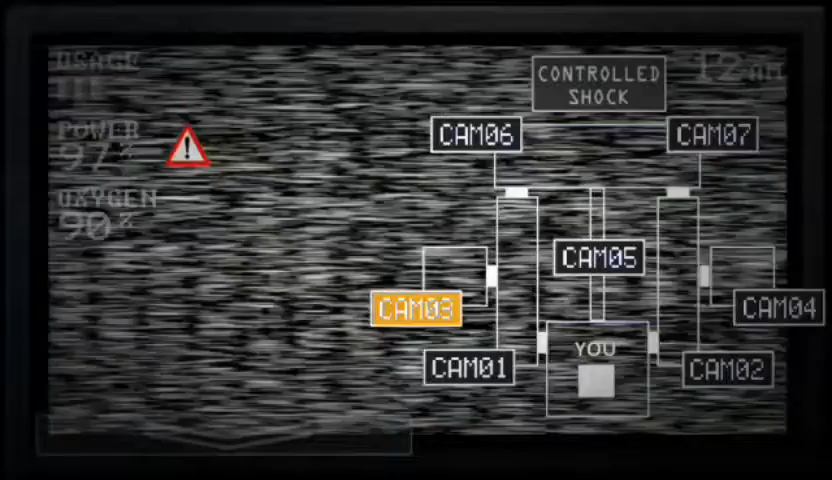 USAGE
CONTROLLED
SHOCK
12 AM
POWER
97%
OXYGEN
90%
CAM06
CAM07
CAM05
CAM03
CAM04
CAM01
YOU
CAM02